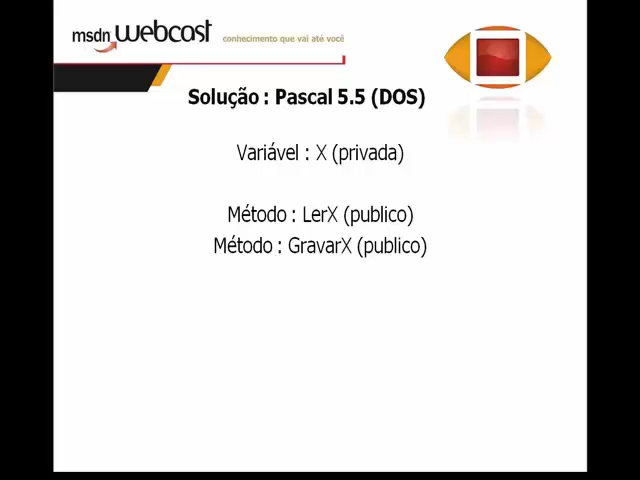 msdn webcast conhecimento que vai até você
Solução : Pascal 5.5 (DOS)
Variável : X (privada)
Método : LerX (publico)
Método : GravarX (publico)